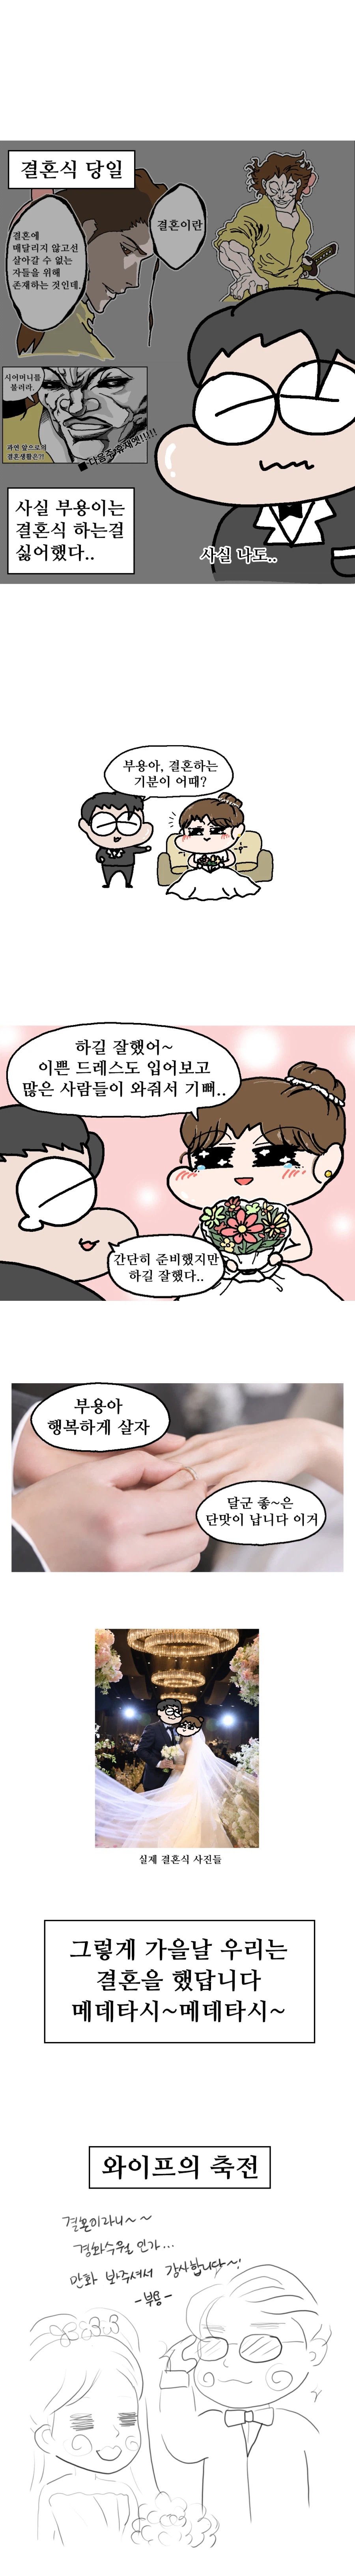 결혼식 당일
결혼이란
결혼에
매달리지 않고선
살아갈 수 없는
자들을 위해
존재하는 것인데.
시어머니를
불러라.
과연 앞으로의
결혼생활은?!
■다음주 휴재엣!!!!!
사실 부용이는
결혼식 하는걸
싫어했다..
사실 나도..
부용아, 결혼하는
기분이 어때?
하길 잘했어~
이쁜 드레스도 입어보고
많은 사람들이 와줘서 기뻐..
간단히 준비했지만
하길 잘했다..
부용아
행복하게 살자
달군 좋~은
단맛이 납니다 이거
실제 결혼식 사진들
그렇게 가을날 우리는
결혼을 했답니다
메데타시~메데타시~
와이프의 축전
결혼이라니~~
경화수월인가...
만화 봐주셔서 감사합니다~!
-부용-